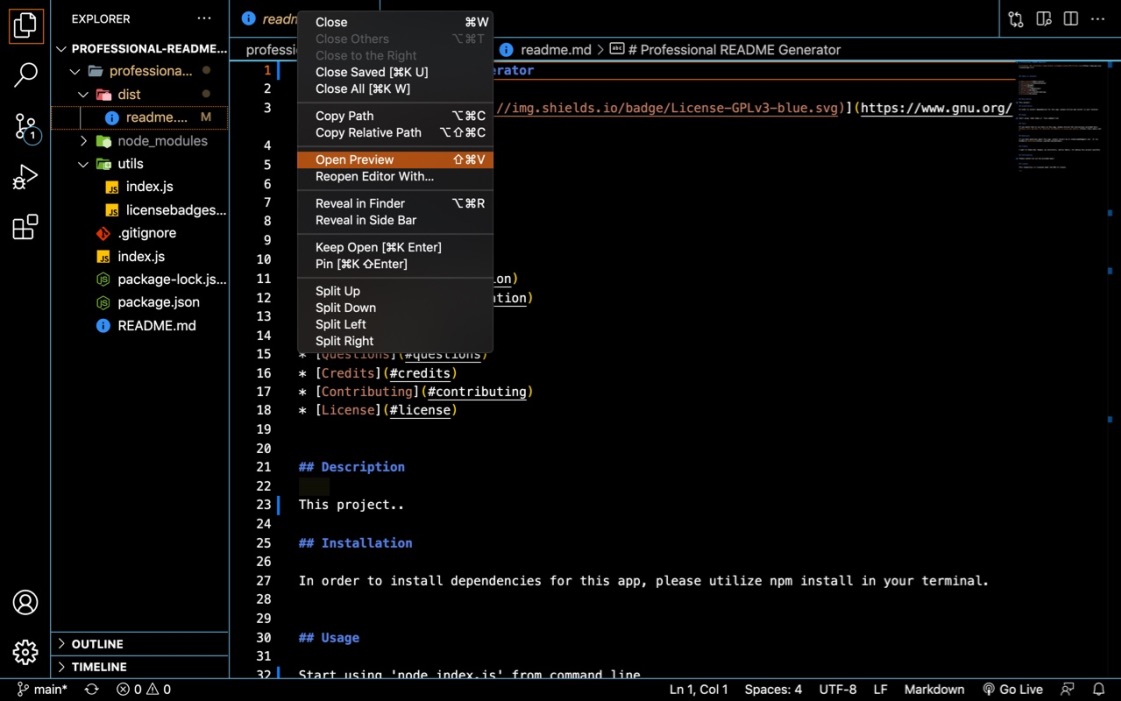 EXPLORER ···
PROFESSIONAL-README...
professiona...
dist
readme.... M
node_modules
utils
JS index.js
JS licensebadges...
.gitignore
JS index.js
package-lock.js...
package.json
README.md
OUTLINE
TIMELINE
1
readm
Close ⌘W
Close Others ⌥⌘T
Close to the Right
Close Saved [⌘K U]
Close All [⌘K W]
Copy Path ⌥⌘C
Copy Relative Path ⌥⇧⌘C
Open Preview ⇧⌘V
Reopen Editor With...
Reveal in Finder ⌥⌘R
Reveal in Side Bar
Keep Open [⌘K Enter]
Pin [⌘K ⇧Enter]
Split Up
Split Down
Split Left
Split Right
professi readme.md > abc # Professional README Generator
1 erator
2
3 //img.shields.io/badge/License-GPLv3-blue.svg)](https://www.gnu.org/
4
5
6
7
8
9
10
11 on)
12 ation)
13
14
15 * [Questions](#questions)
16 * [Credits](#credits)
17 * [Contributing](#contributing)
18 * [License](#license)
19
20
21 ## Description
22
23 This project..
24
25 ## Installation
26
27 In order to install dependencies for this app, please utilize npm install in your terminal.
28
29
30 ## Usage
31
32 Start using 'node index.js' from command line
main* 0 0 Ln 1, Col 1 Spaces: 4 UTF-8 LF Markdown Go Live